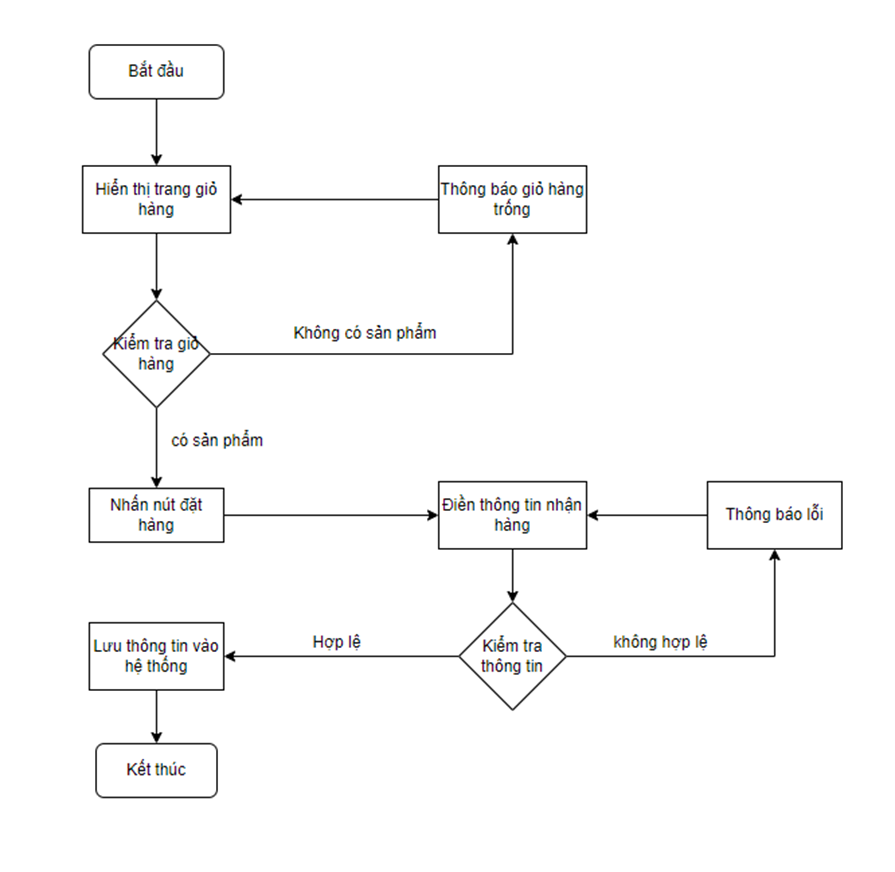 Bắt đầu
Hiển thị trang giỏ
hàng
Thông báo giỏ hàng
trống
Kiểm tra giỏ
hàng
Không có sản phẩm
có sản phẩm
Nhấn nút đặt
hàng
Điền thông tin nhận
hàng
Thông báo lỗi
Lưu thông tin vào
hệ thống
Hợp lệ
Kiểm tra
thông tin
không hợp lệ
Kết thúc